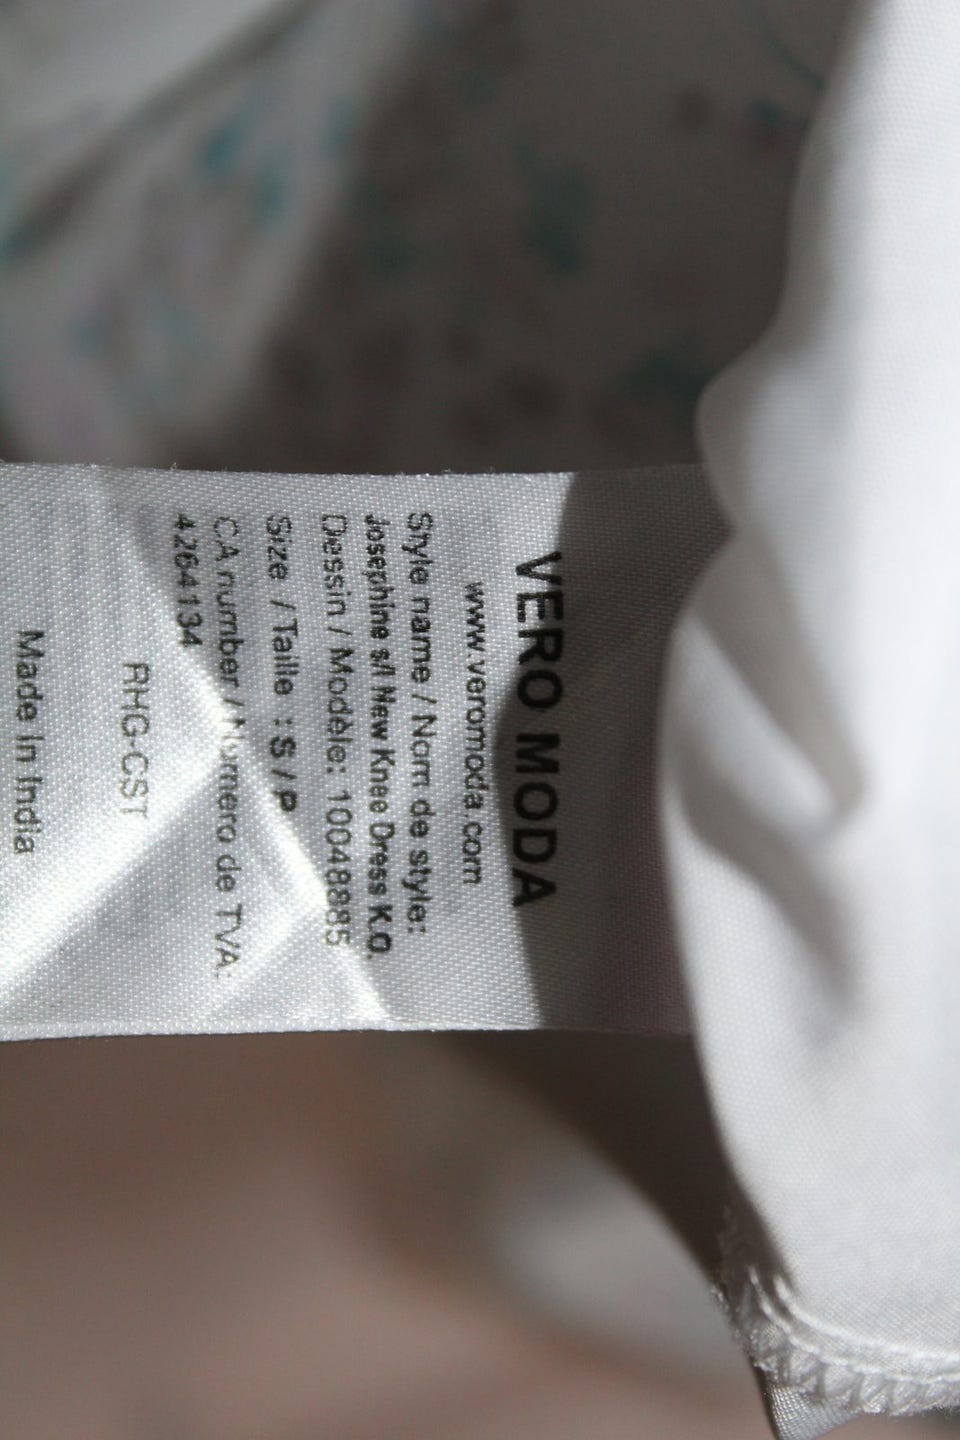 VERO MODA
www.veromoda.com
Style name / Nom de style:
Josephine s/l New Knee Dress K.O.
Dessin / Modèle: 10048885
Size / Taille : S / P
CA number / Numero de TVA:
4264134
RHG-CST
Made In India